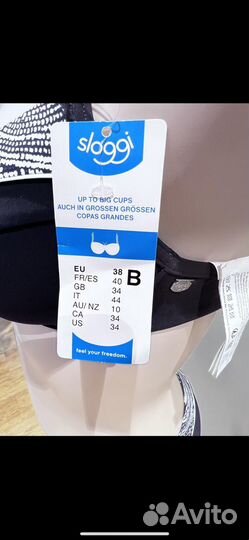 sloggi
UP TO BIG CUPS
AUCH IN GROSSEN GRÖSSEN
COPAS GRANDES
EU 38 B
FR/ES 40
GB 34
IT 44
AU/ NZ 10
CA 34
US 34
feel your freedom.
Avito